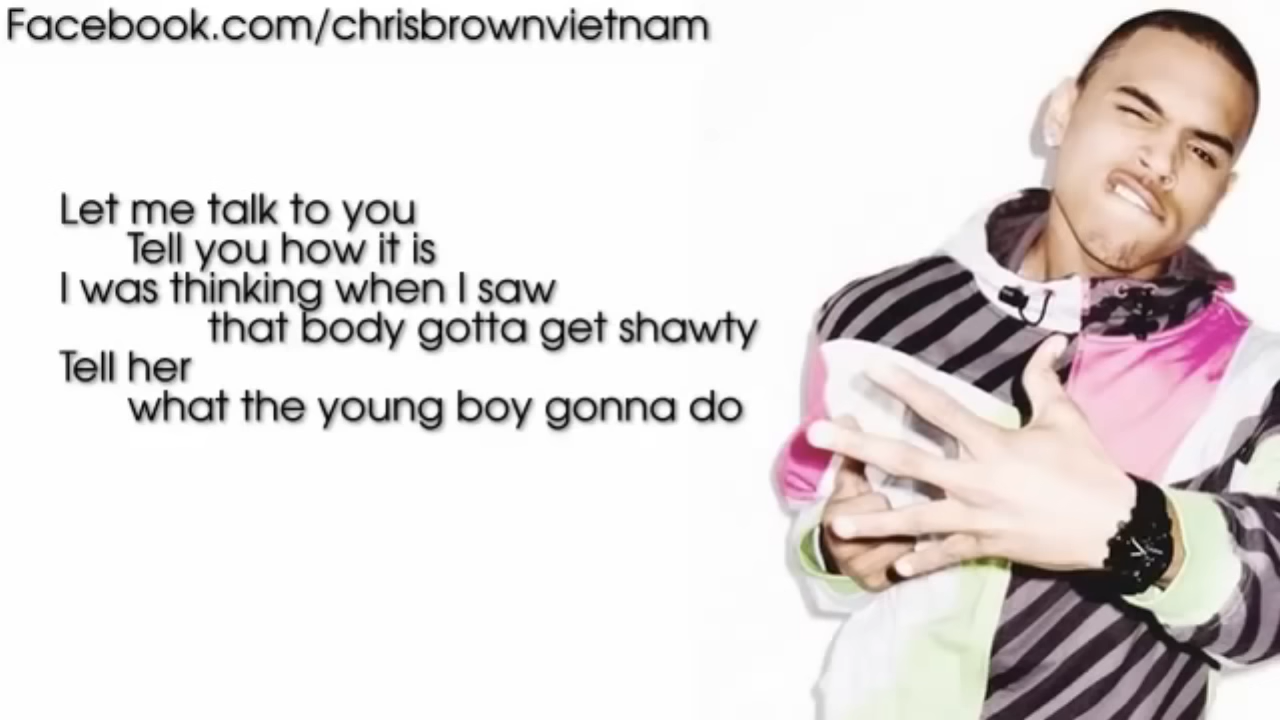 Facebook.com/chrisbrownvietnam
Let me talk to you
Tell you how it is
I was thinking when I saw
that body gotta get shawty
Tell her
what the young boy gonna do